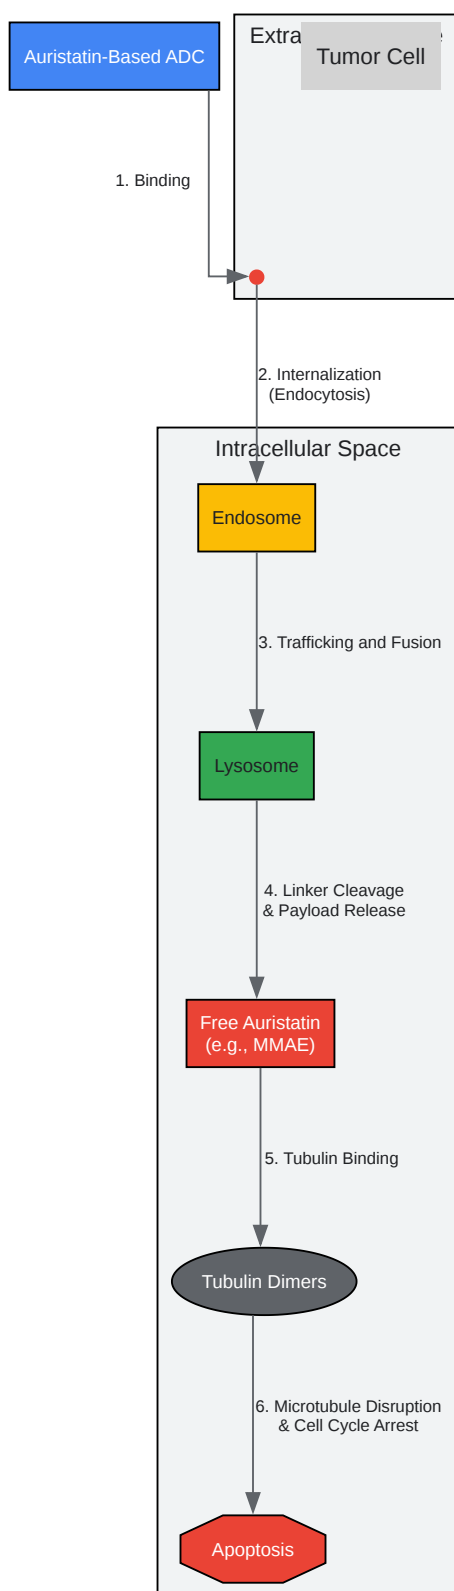 Auristatin-Based ADC
Tumor Cell
1. Binding
2. Internalization
(Endocytosis)
Intracellular Space
Endosome
3. Trafficking and Fusion
Lysosome
4. Linker Cleavage
& Payload Release
Free Auristatin
(e.g., MMAE)
5. Tubulin Binding
Tubulin Dimers
6. Microtubule Disruption
& Cell Cycle Arrest
Apoptosis